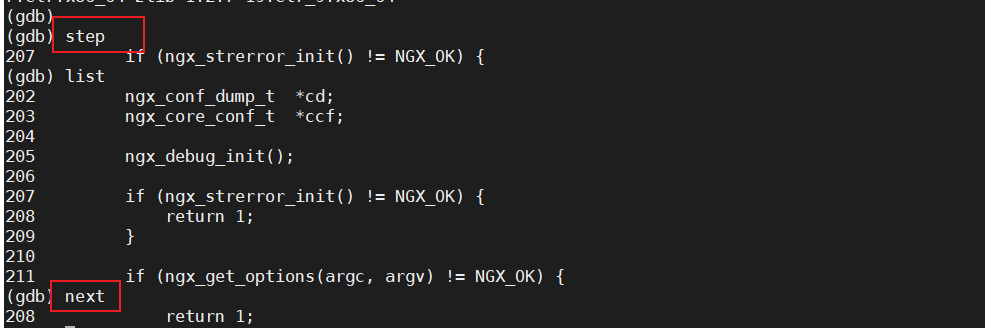 (gdb)
(gdb) step
207         if (ngx_strerror_init() != NGX_OK) {
(gdb) list
202         ngx_conf_dump_t  *cd;
203         ngx_core_conf_t  *ccf;
204
205         ngx_debug_init();
206
207         if (ngx_strerror_init() != NGX_OK) {
208             return 1;
209         }
210
211         if (ngx_get_options(argc, argv) != NGX_OK) {
(gdb) next
208             return 1;